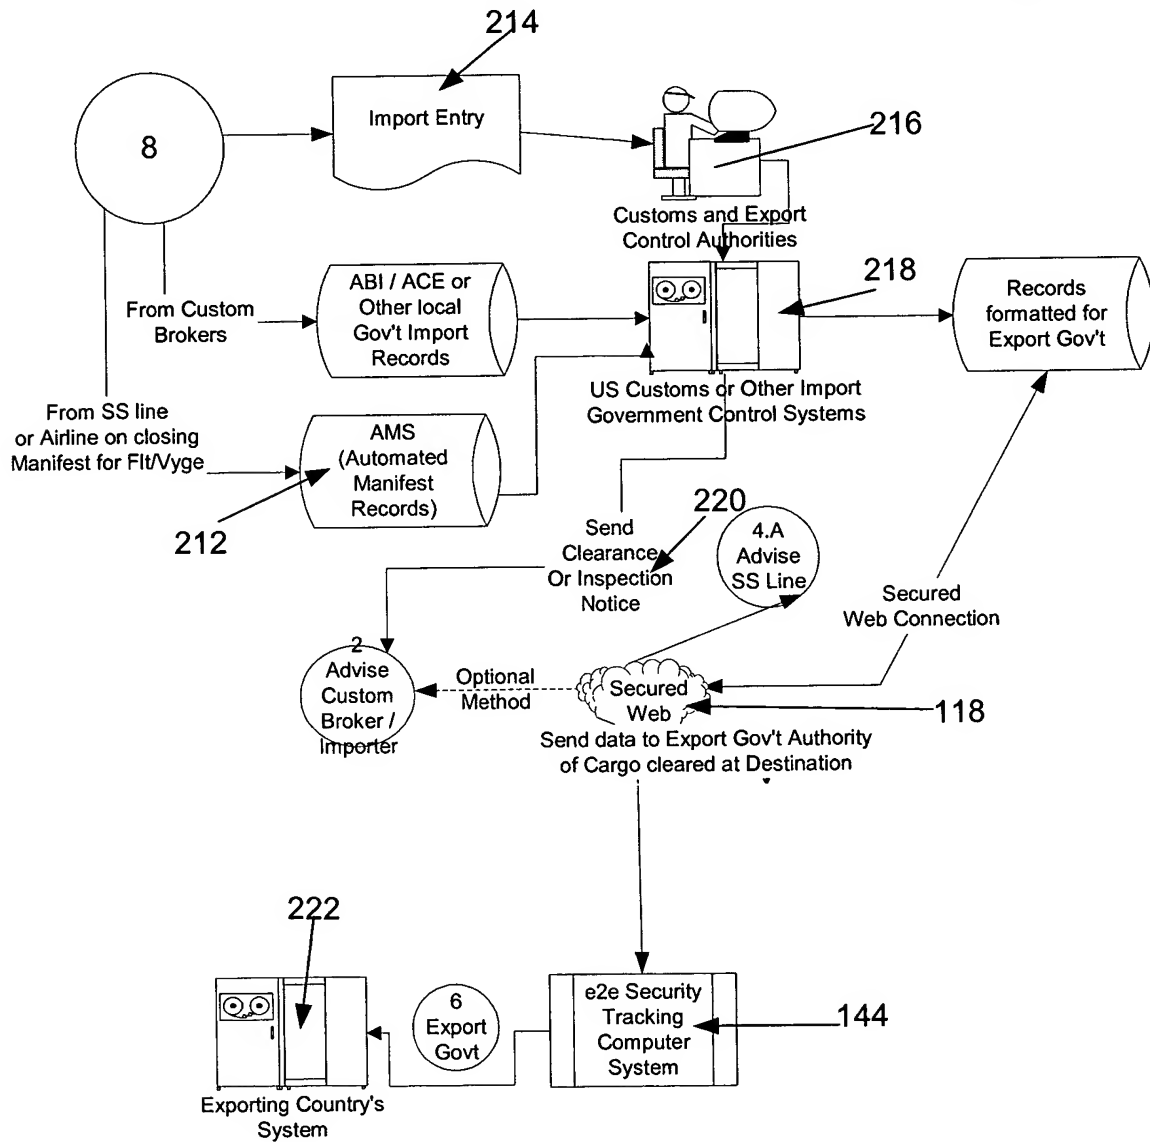 214
8
Import Entry
216
Customs and Export
Control Authorities
218
ABI / ACE or
Other local
Gov't Import
Records
From Custom
Brokers
Records
formatted for
Export Gov't
US Customs or Other Import
Government Control Systems
From SS line
or Airline on closing
Manifest for Flt/Vyge
AMS
(Automated
Manifest
Records)
212
220
Send
Clearance
Or Inspection
Notice
4.A
Advise
SS Line
Secured
Web Connection
2
Advise
Custom
Broker /
Importer
Optional
Method
Secured
Web
118
Send data to Export Gov't Authority
of Cargo cleared at Destination
222
6
Export
Govt
e2e Security
Tracking
Computer
System
144
Exporting Country's
System